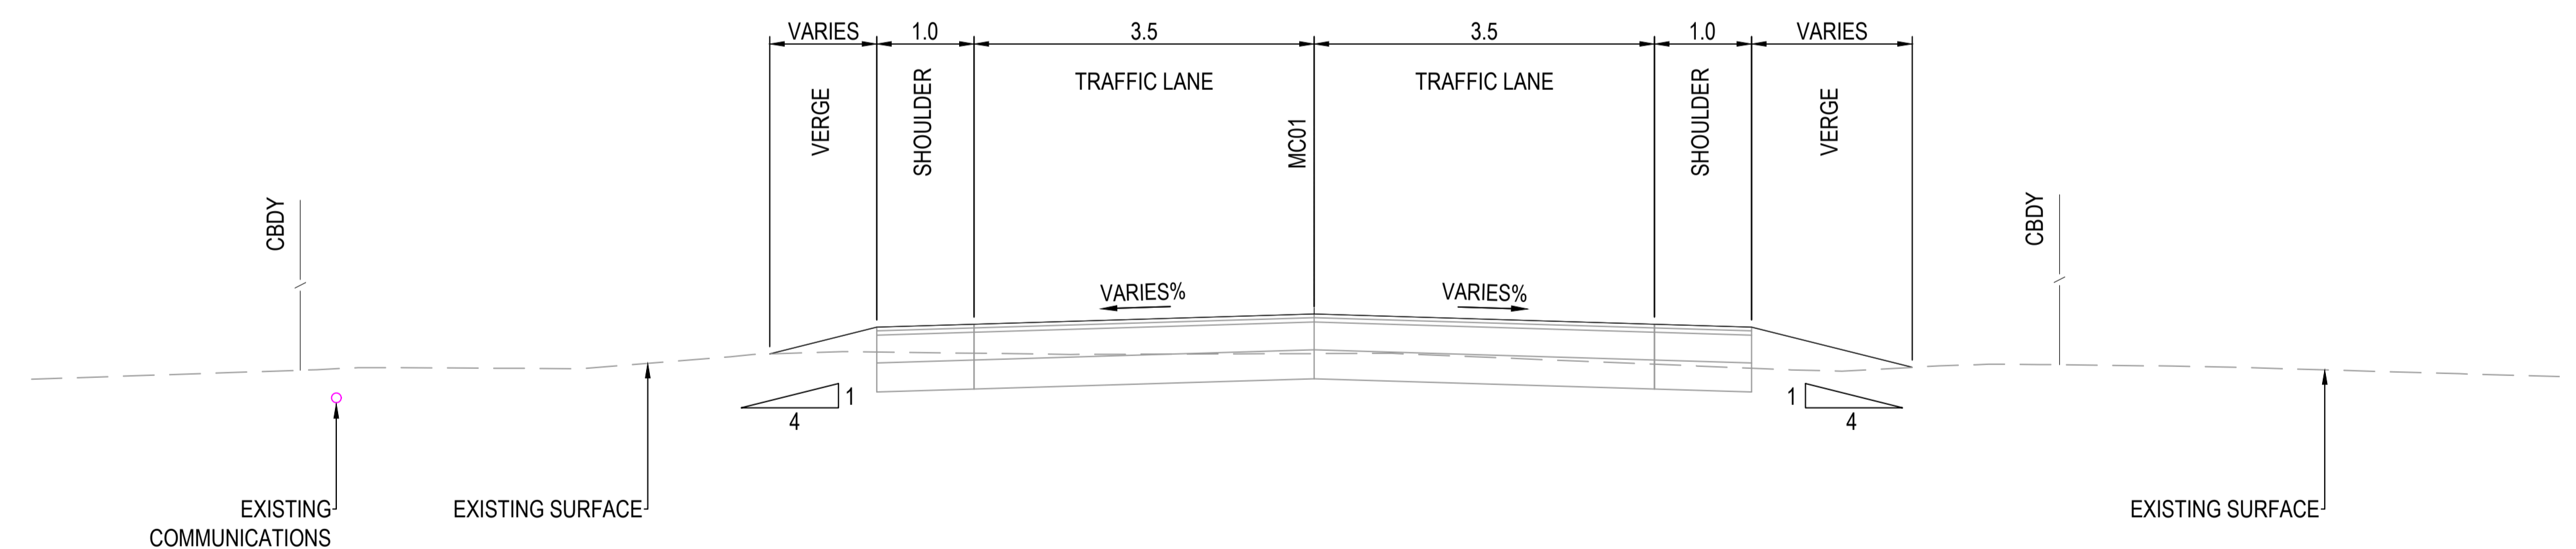 VARIES
1.0
3.5
3.5
1.0
VARIES
VERGE
SHOULDER
TRAFFIC LANE
MC01
TRAFFIC LANE
SHOULDER
VERGE
CBDY
CBDY
VARIES%
VARIES%
1
4
1
4
EXISTING
COMMUNICATIONS
EXISTING SURFACE
EXISTING SURFACE